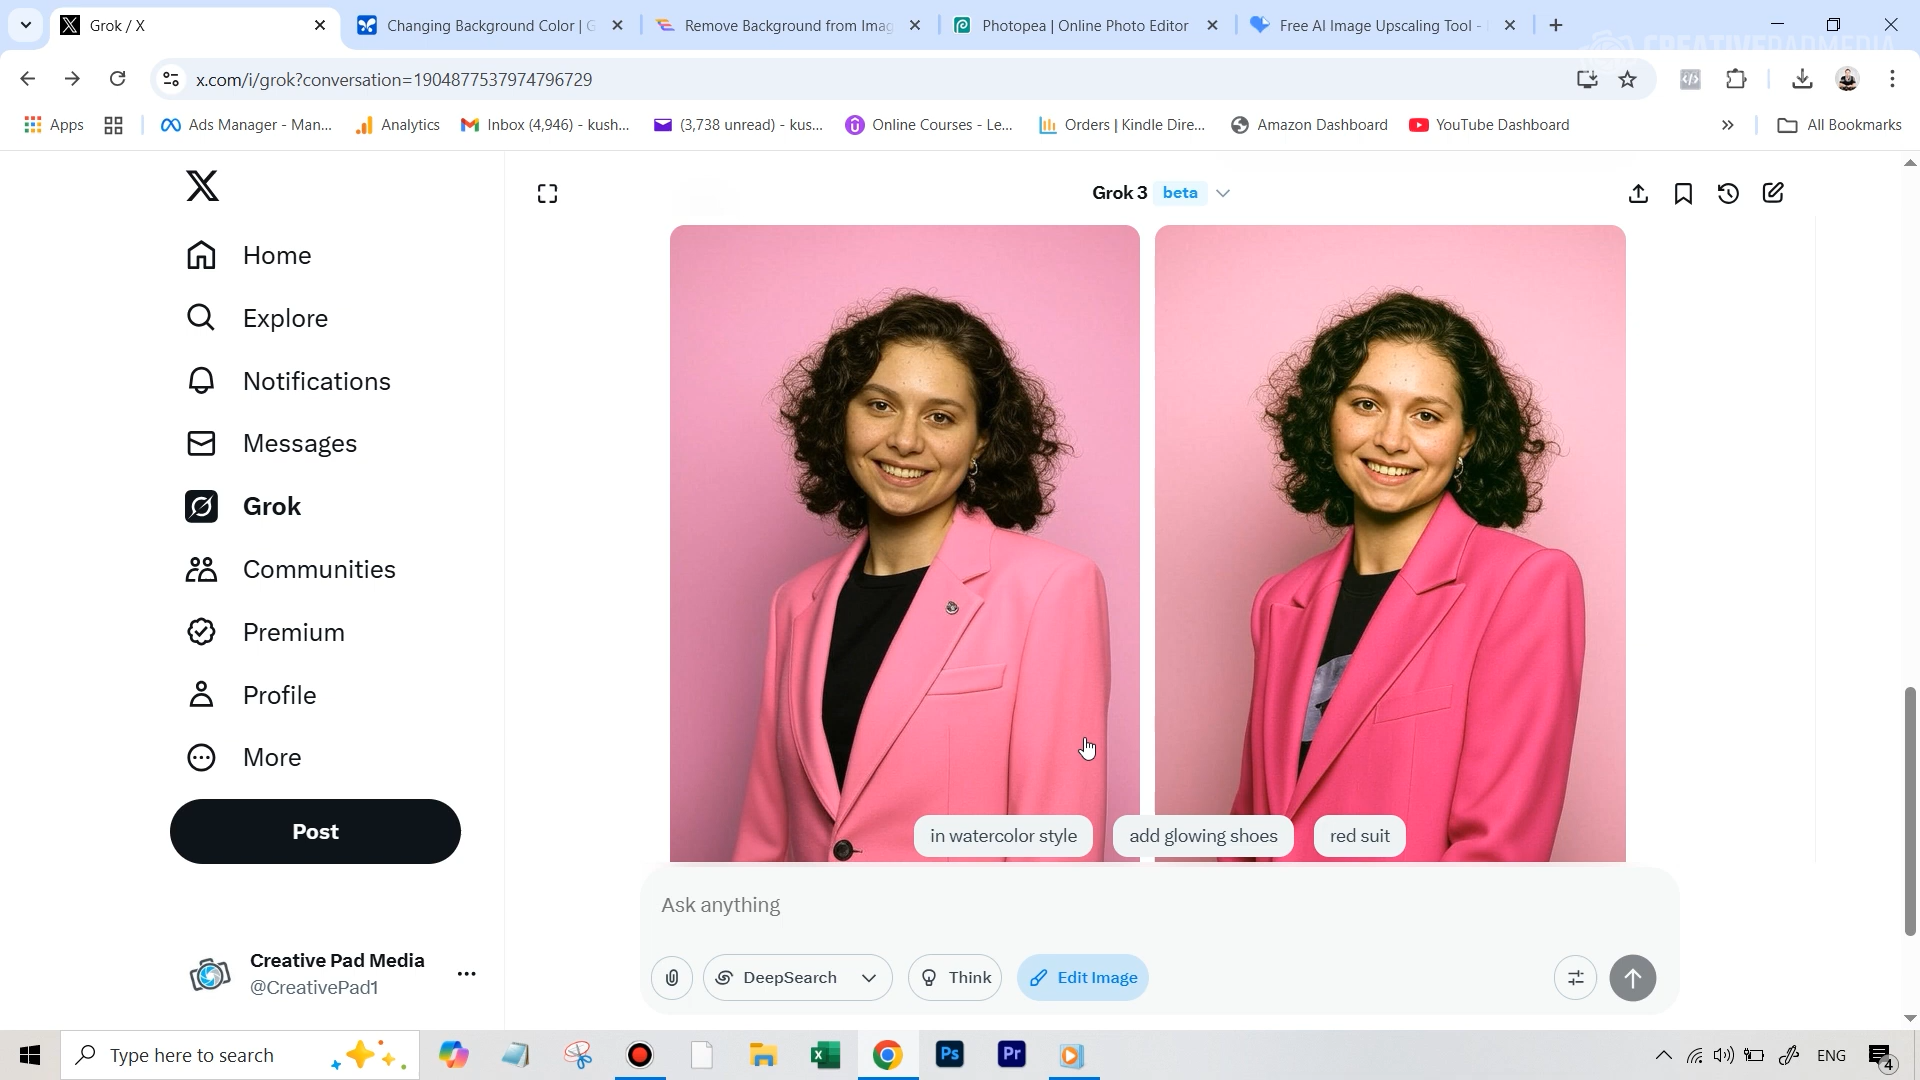 Grok / X
Changing Background Color | G
Remove Background from Imag
Photopea | Online Photo Editor
Free AI Image Upscaling Tool -
CREATIVEPADMEDIA
x.com/i/grok?conversation=1904877537974796729
Apps
Ads Manager - Man...
Analytics
Inbox (4,946) - kush...
(3,738 unread) - kus...
Online Courses - Le...
Orders | Kindle Dire...
Amazon Dashboard
YouTube Dashboard
All Bookmarks
Grok 3 beta
Home
Explore
Notifications
Messages
Grok
Communities
Premium
Profile
More
Post
Creative Pad Media
@CreativePad1
in watercolor style
add glowing shoes
red suit
Ask anything
DeepSearch
Think
Edit Image
Type here to search
Ps
Pr
ENG
4